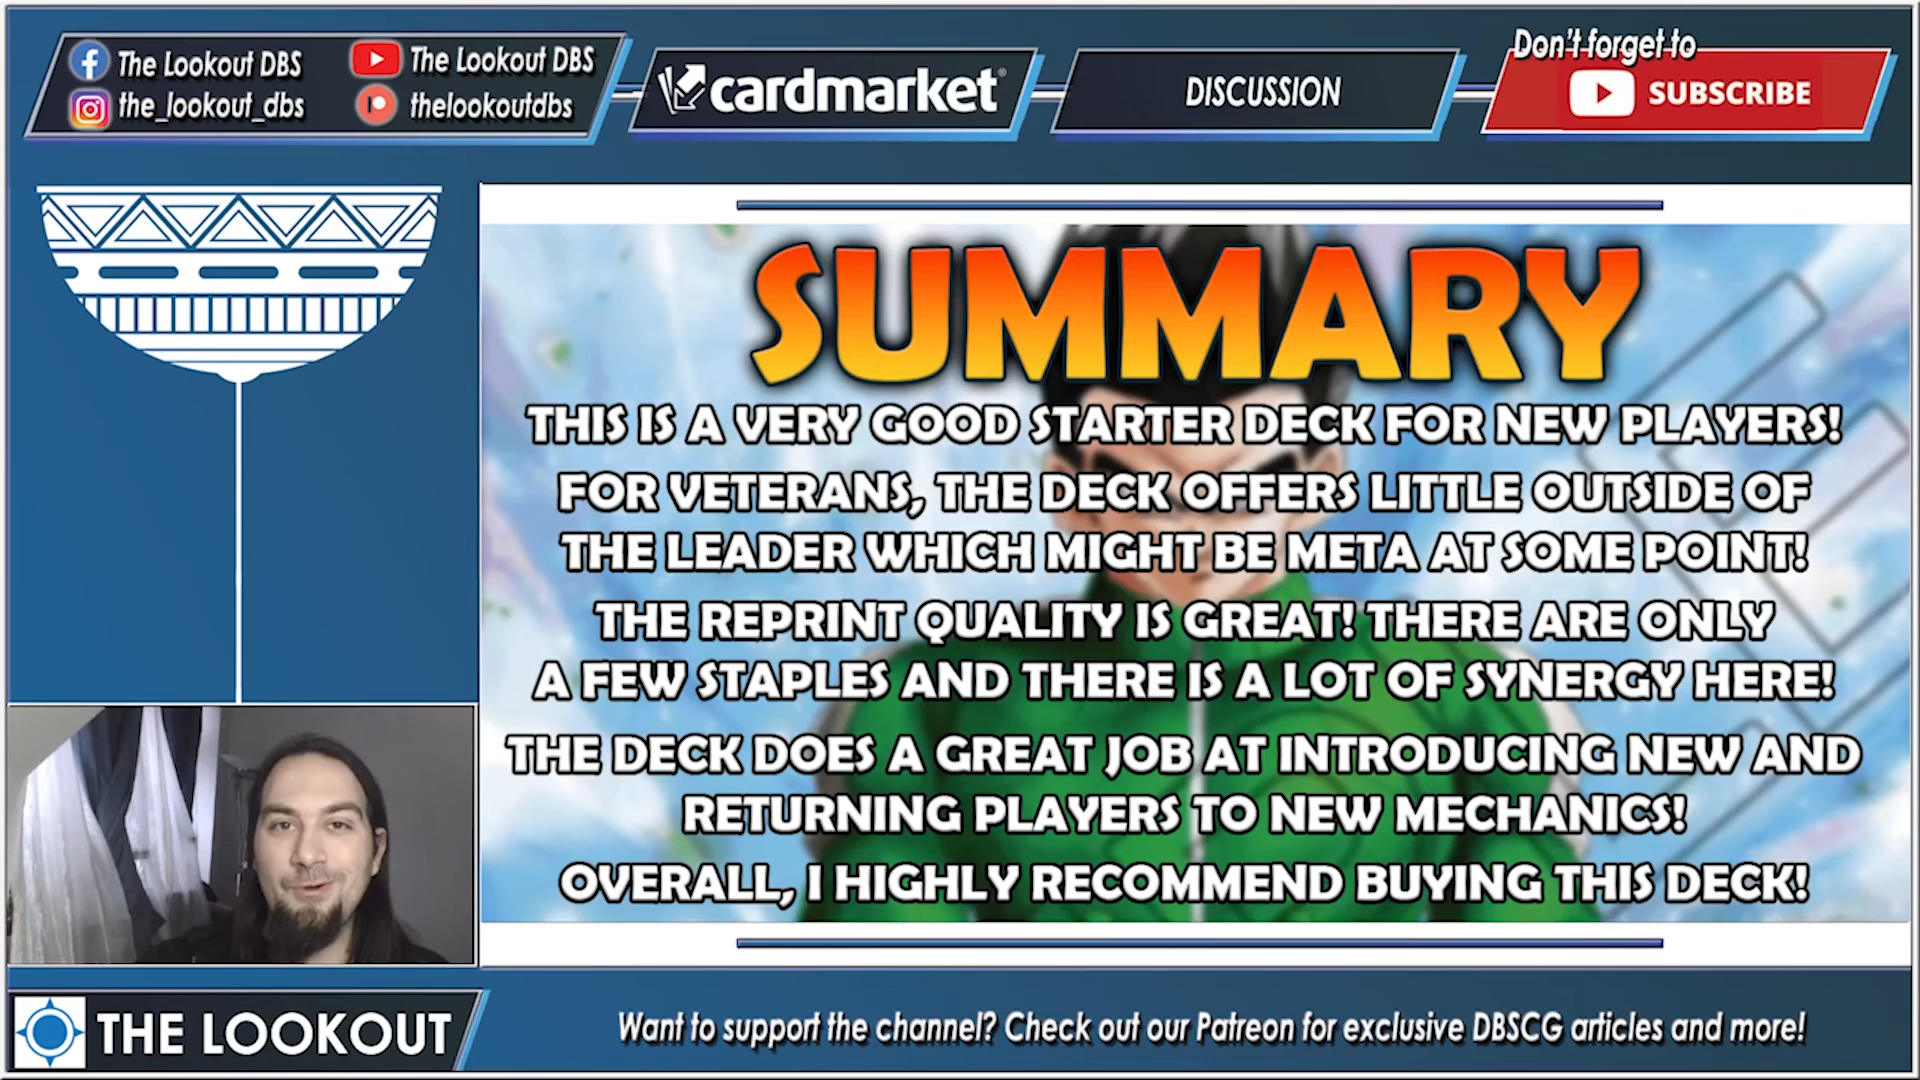 The Lookout DBS
The Lookout DBS
the_lookout_dbs
thelookoutdbs
cardmarket
DISCUSSION
Don't forget to
SUBSCRIBE
SUMMARY
THIS IS A VERY GOOD STARTER DECK FOR NEW PLAYERS!
FOR VETERANS, THE DECK OFFERS LITTLE OUTSIDE OF
THE LEADER WHICH MIGHT BE META AT SOME POINT!
THE REPRINT QUALITY IS GREAT! THERE ARE ONLY
A FEW STAPLES AND THERE IS A LOT OF SYNERGY HERE!
THE DECK DOES A GREAT JOB AT INTRODUCING NEW AND
RETURNING PLAYERS TO NEW MECHANICS!
OVERALL, I HIGHLY RECOMMEND BUYING THIS DECK!
THE LOOKOUT
Want to support the channel? Check out our Patreon for exclusive DBSCG articles and more!